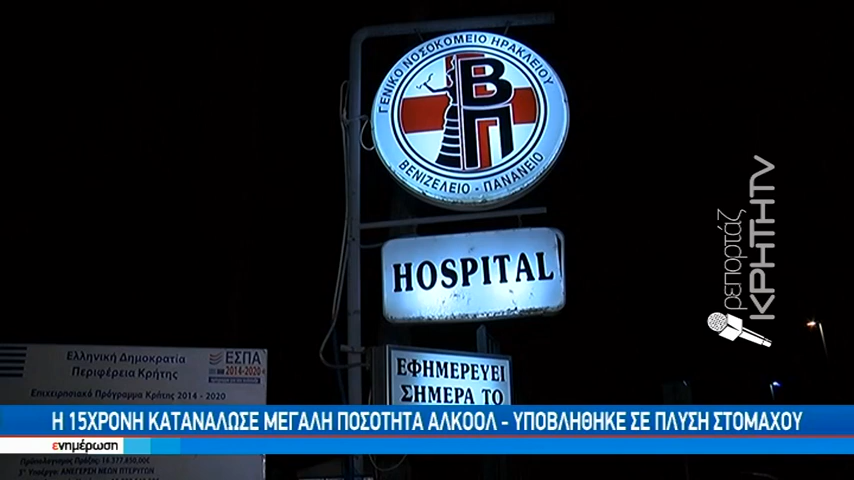 ΓΕΝΙΚΟ ΝΟΣΟΚΟΜΕΙΟ ΗΡΑΚΛΕΙΟΥ
ΒΠ
ΒΕΝΙΖΕΛΕΙΟ - ΠΑΝΑΝΕΙΟ
HOSPITAL
ΕΦΗΜΕΡΕΥΕΙ
ΣΗΜΕΡΑ ΤΟ
ρεπορτάζ
ΚΡΗΤΗTV
Ελληνική Δημοκρατία
Περιφέρεια Κρήτης
ΕΣΠΑ
2014-2020
Επιχειρησιακό Πρόγραμμα Κρήτης 2014 - 2020
Η 15ΧΡΟΝΗ ΚΑΤΑΝΑΛΩΣΕ ΜΕΓΑΛΗ ΠΟΣΟΤΗΤΑ ΑΛΚΟΟΛ - ΥΠΟΒΛΗΘΗΚΕ ΣΕ ΠΛΥΣΗ ΣΤΟΜΑΧΟΥ
ενημέρωση